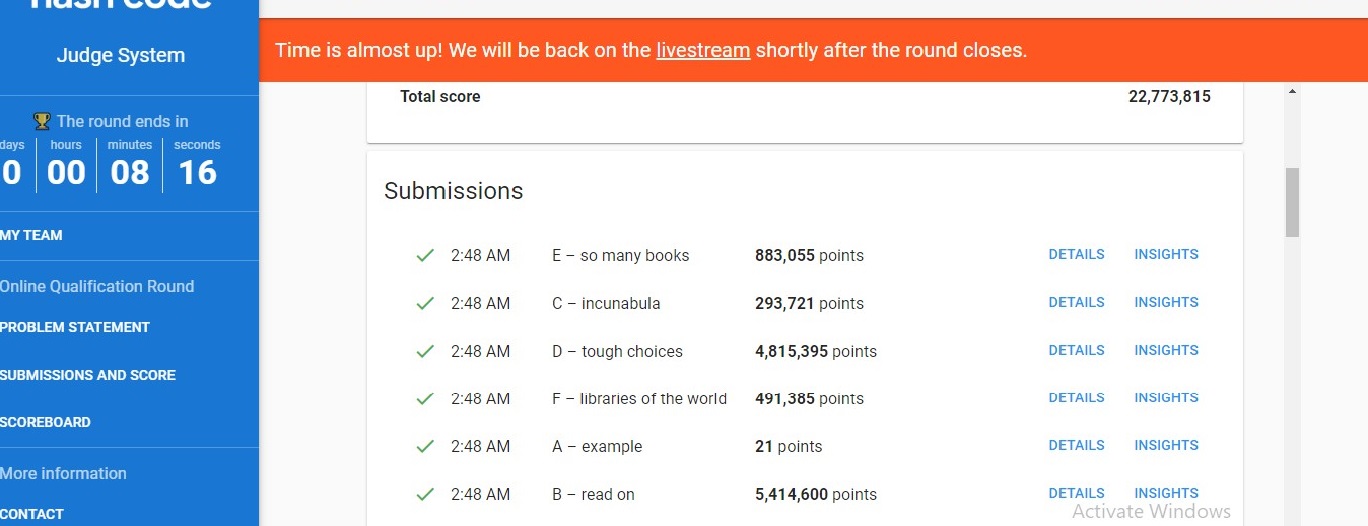 hash code
Judge System
The round ends in
days hours minutes seconds
0 00 08 16
MY TEAM
Online Qualification Round
PROBLEM STATEMENT
SUBMISSIONS AND SCORE
SCOREBOARD
More information
CONTACT
Time is almost up! We will be back on the livestream shortly after the round closes.
Total score 22,773,815
Submissions
2:48 AM E – so many books 883,055 points DETAILS INSIGHTS
2:48 AM C – incunabula 293,721 points DETAILS INSIGHTS
2:48 AM D – tough choices 4,815,395 points DETAILS INSIGHTS
2:48 AM F – libraries of the world 491,385 points DETAILS INSIGHTS
2:48 AM A – example 21 points DETAILS INSIGHTS
2:48 AM B – read on 5,414,600 points DETAILS INSIGHTS
Activate Windows